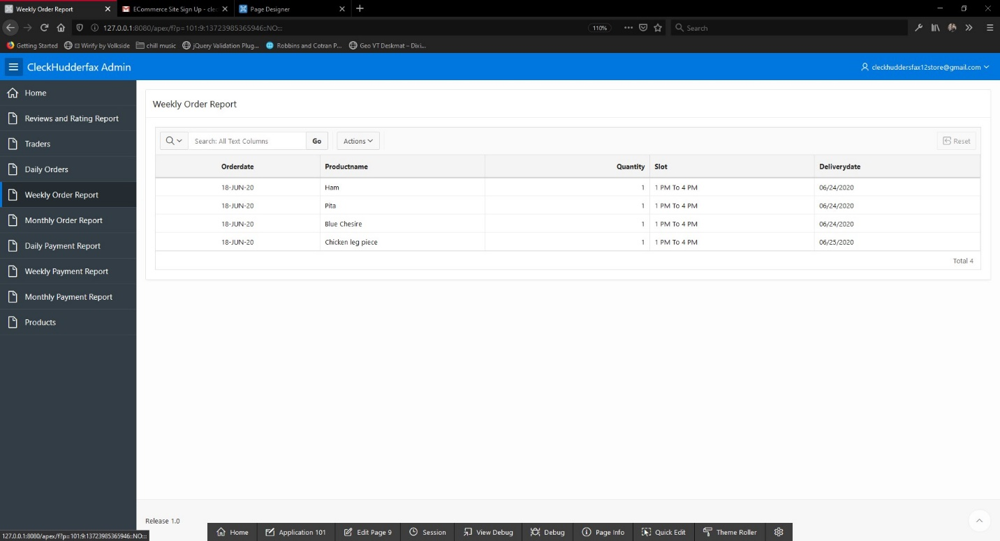 Weekly Order Report
ECommerce Site Sign Up - clec
Page Designer
127.0.0.1:8080/apex/f?p=101:9:13723985365946::NO:::
110%
Search
Getting Started
Wirify by Volkside
chill music
jQuery Validation Plug...
Robbins and Cotran P...
Geo VT Deskmat – Dixi...
CleckHudderfax Admin
cleckhuddersfax12store@gmail.com
Home
Reviews and Rating Report
Traders
Daily Orders
Weekly Order Report
Monthly Order Report
Daily Payment Report
Weekly Payment Report
Monthly Payment Report
Products
Weekly Order Report
Search: All Text Columns
Go
Actions
Reset
Orderdate Productname Quantity Slot Deliverydate
18-JUN-20 Ham 1 1 PM To 4 PM 06/24/2020
18-JUN-20 Pita 1 1 PM To 4 PM 06/24/2020
18-JUN-20 Blue Chesire 1 1 PM To 4 PM 06/24/2020
18-JUN-20 Chicken leg piece 1 1 PM To 4 PM 06/25/2020
Total 4
Release 1.0
127.0.0.1:8080/apex/f?p=101:9:13723985365946::NO:::
Home
Application 101
Edit Page 9
Session
View Debug
Debug
Page Info
Quick Edit
Theme Roller